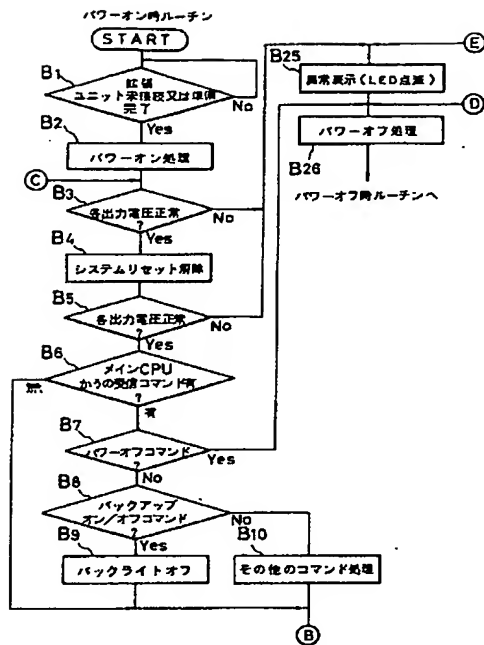 パワーオン時ルーチン
START
B1
拡張
ユニット未接続又は準備
完了
No
Yes
B2
パワーオン処理
C
B3
各出力電圧正常
?
No
Yes
B4
システムリセット解除
B5
各出力電圧正常
?
No
Yes
B6
メインCPU
からの受信コマンド有
?
無
有
B7
パワーオフコマンド
?
Yes
No
B8
バックアップ
オン/オフコマンド
?
No
Yes
B9
バックライトオフ
B10
その他のコマンド処理
B
E
B25
異常表示(LED点滅)
D
パワーオフ処理
B26
パワーオフ時ルーチンへ